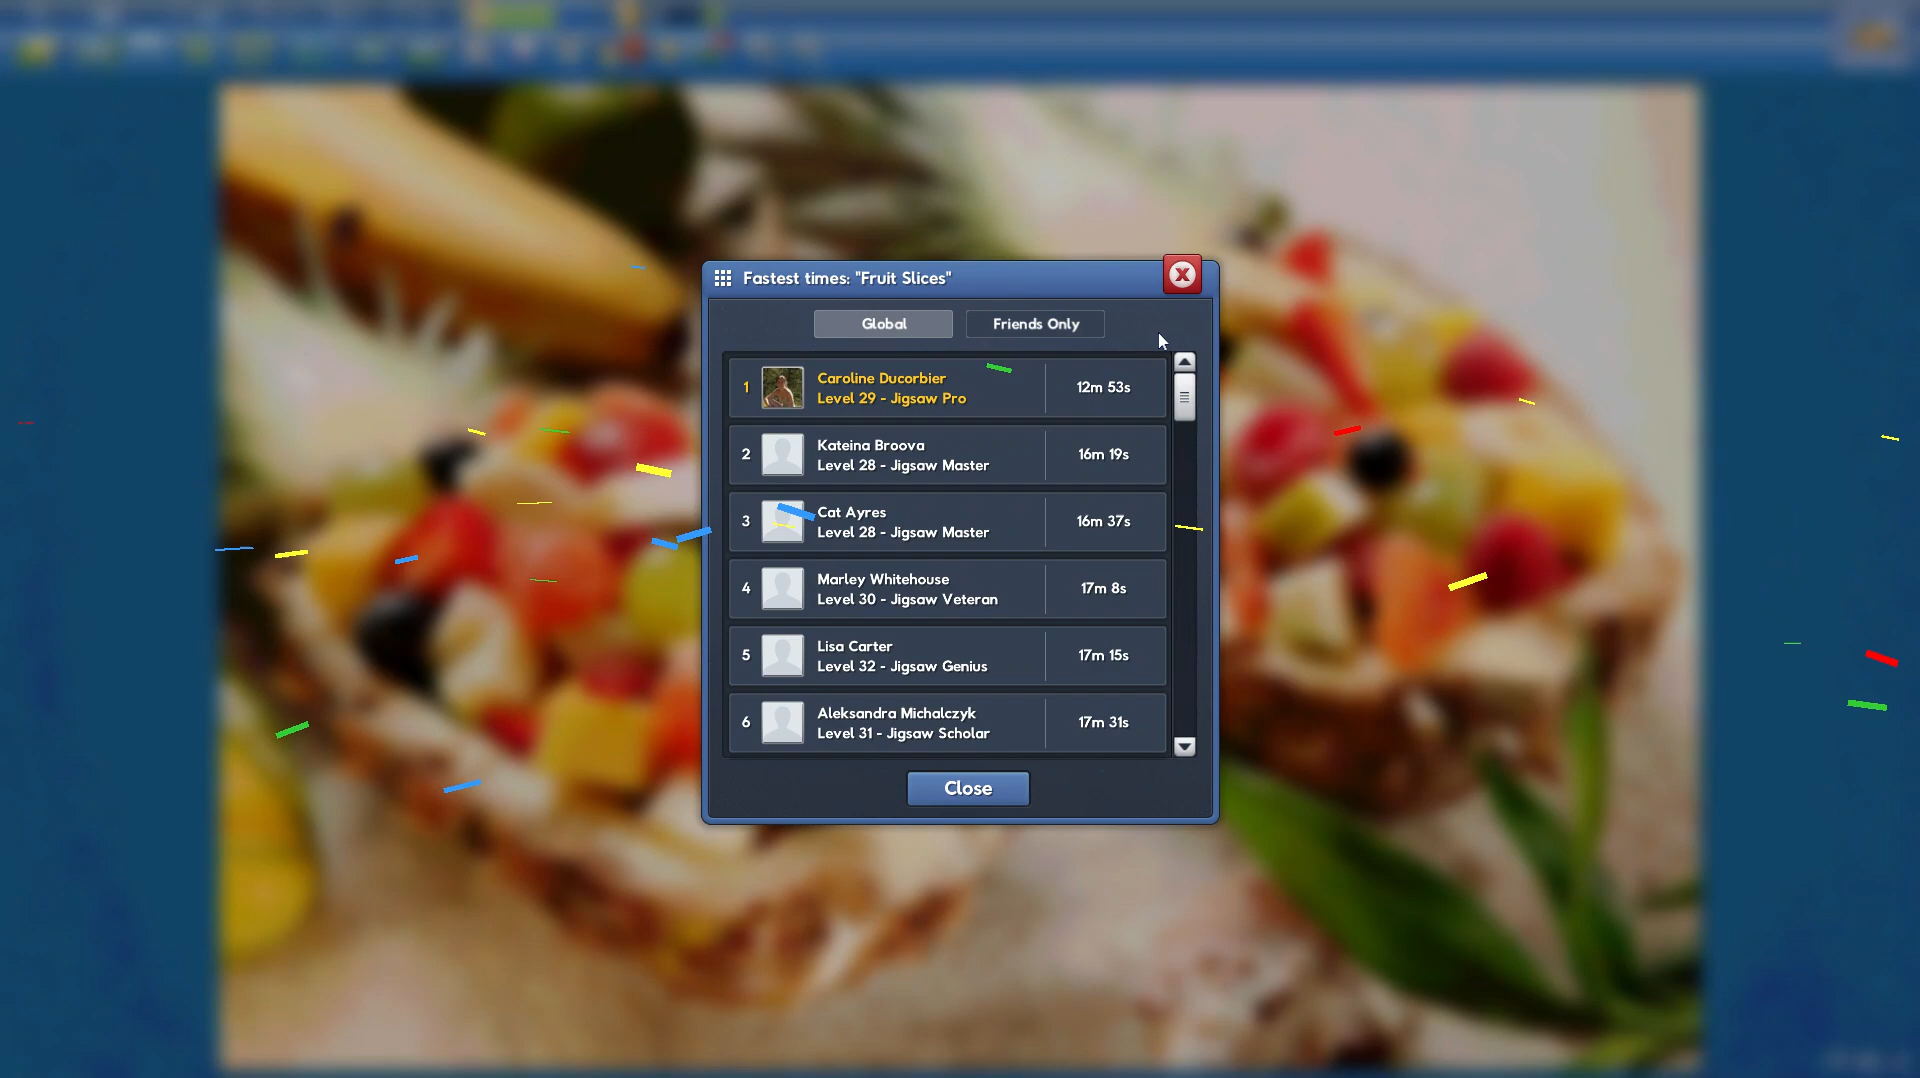 Fastest times: "Fruit Slices"
Global
Friends Only
1
Caroline Ducorbier
Level 29 - Jigsaw Pro
12m 53s
2
Kateina Broova
Level 28 - Jigsaw Master
16m 19s
3
Cat Ayres
Level 28 - Jigsaw Master
16m 37s
4
Marley Whitehouse
Level 30 - Jigsaw Veteran
17m 8s
5
Lisa Carter
Level 32 - Jigsaw Genius
17m 15s
6
Aleksandra Michalczyk
Level 31 - Jigsaw Scholar
17m 31s
Close